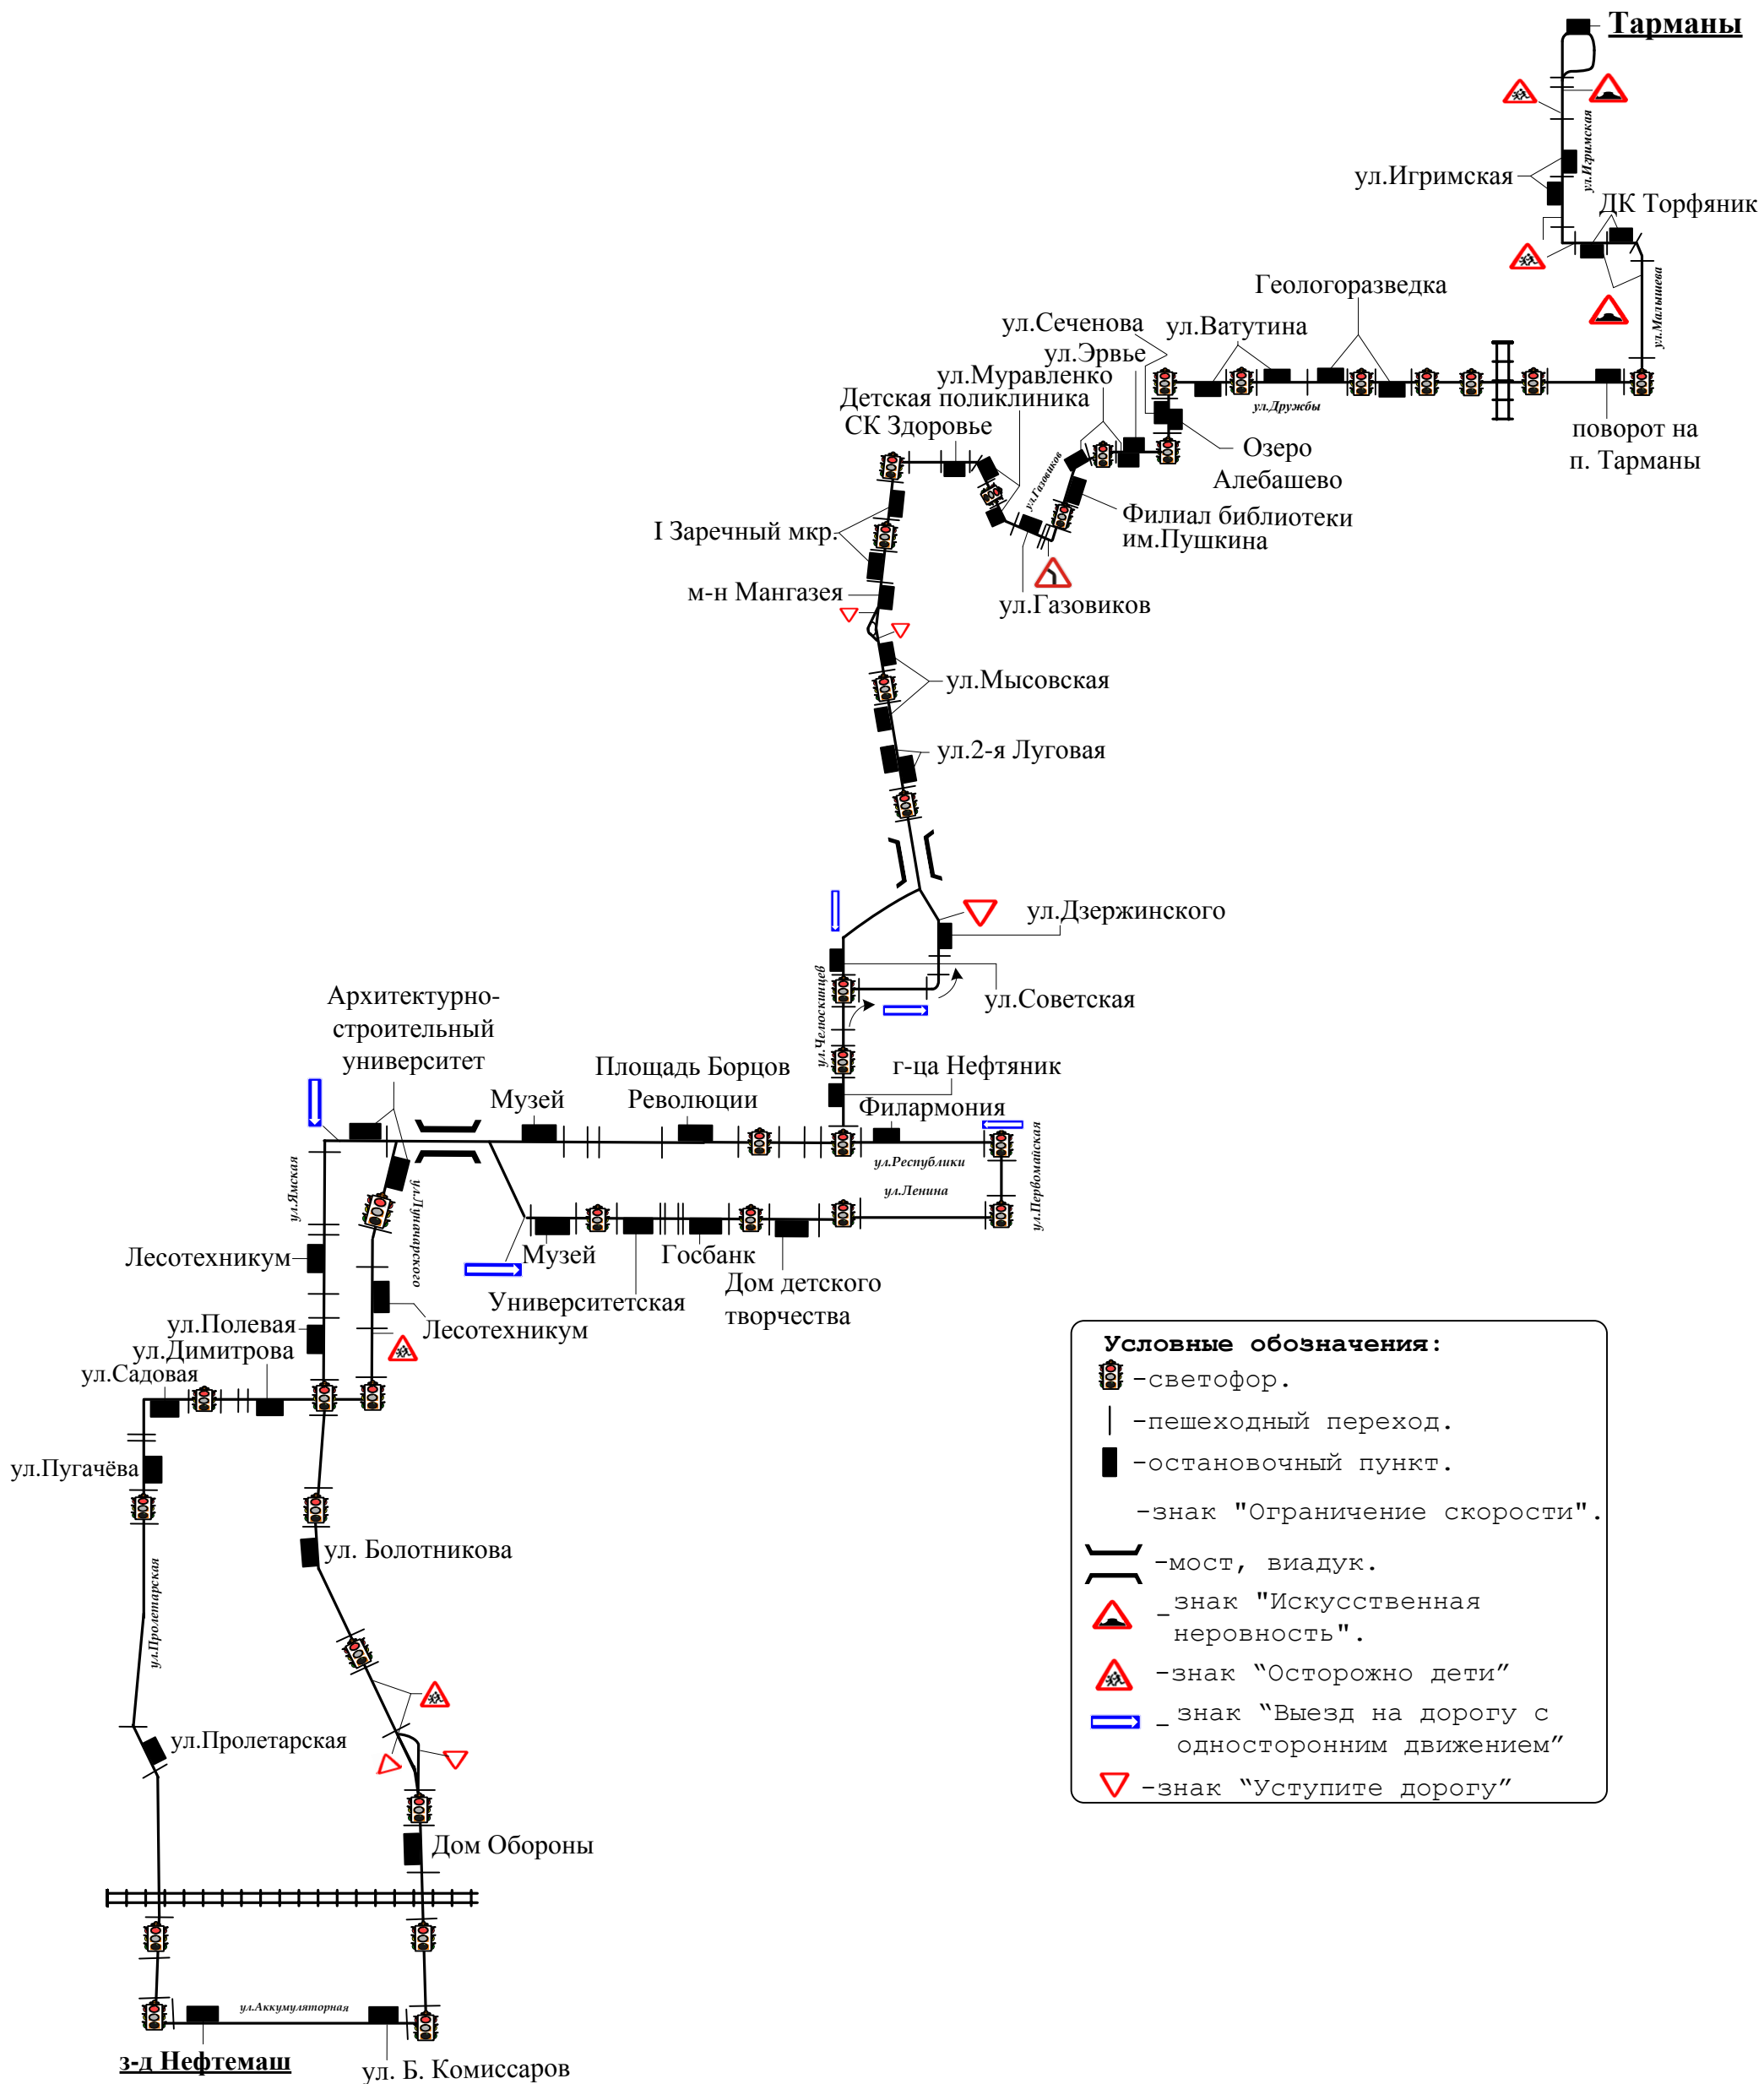 Тарманы
ул.Игримская
ул.Игримская
ДК Торфяник
ул.Малышева
Геологоразведка
ул.Сеченова
ул.Ватутина
ул.Эрвье
ул.Муравленко
Детская поликлиника
СК Здоровье
ул.Дружбы
поворот на
п. Тарманы
Озеро
Алебашево
ул.Газовиков
Филиал библиотеки
им.Пушкина
I Заречный мкр.
м-н Мангазея
ул.Газовиков
ул.Мысовская
ул.2-я Луговая
ул.Дзержинского
ул.Советская
ул.Челюскинцев
Архитектурно-
строительный
университет
Площадь Борцов
Революции
г-ца Нефтяник
Музей
Филармония
ул.Республики
ул.Первомайская
ул.Ленина
ул.Ямская
ул.Луначарского
Лесотехникум
Музей
Госбанк
Университетская
Дом детского
творчества
Лесотехникум
ул.Полевая
ул.Димитрова
ул.Садовая
ул.Пугачёва
ул. Болотникова
ул.Пролетарская
ул.Пролетарская
Дом Обороны
ул.Аккумуляторная
з-д Нефтемаш
ул. Б. Комиссаров
Условные обозначения:
-светофор.
-пешеходный переход.
-остановочный пункт.
-знак "Ограничение скорости".
-мост, виадук.
-знак "Искусственная
неровность".
-знак “Осторожно дети”
-знак “Выезд на дорогу с
односторонним движением”
-знак “Уступите дорогу”